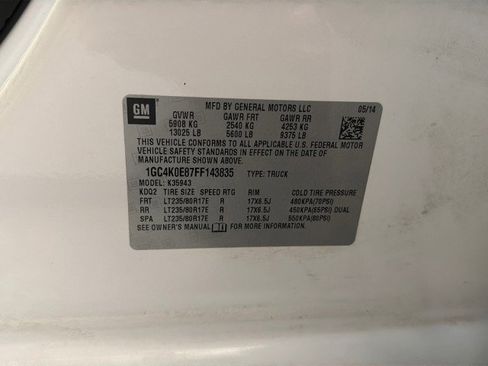 GM
MFD BY GENERAL MOTORS LLC 05/14
GVWR GAWR FRT GAWR RR
5908 KG 2540 KG 4253 KG
13025 LB 5600 LB 9375 LB
THIS VEHICLE CONFORMS TO ALL APPLICABLE U.S. FEDERAL MOTOR
VEHICLE SAFETY STANDARDS IN EFFECT ON THE DATE OF
MANUFACTURE SHOWN ABOVE.
1GC4K0E87FF143835 TYPE: TRUCK
MODEL: K35943
KDQ2 TIRE SIZE SPEED RTG RIM COLD TIRE PRESSURE
FRT LT235/80R17E R 17X6.5J 480KPA(70PSI)
RR LT235/80R17E R 17X6.5J 450KPA(65PSI) DUAL
SPA LT235/80R17E R 17X6.5J 550KPA(80PSI)
SEE OWNER'S MANUAL FOR MORE INFORMATION.